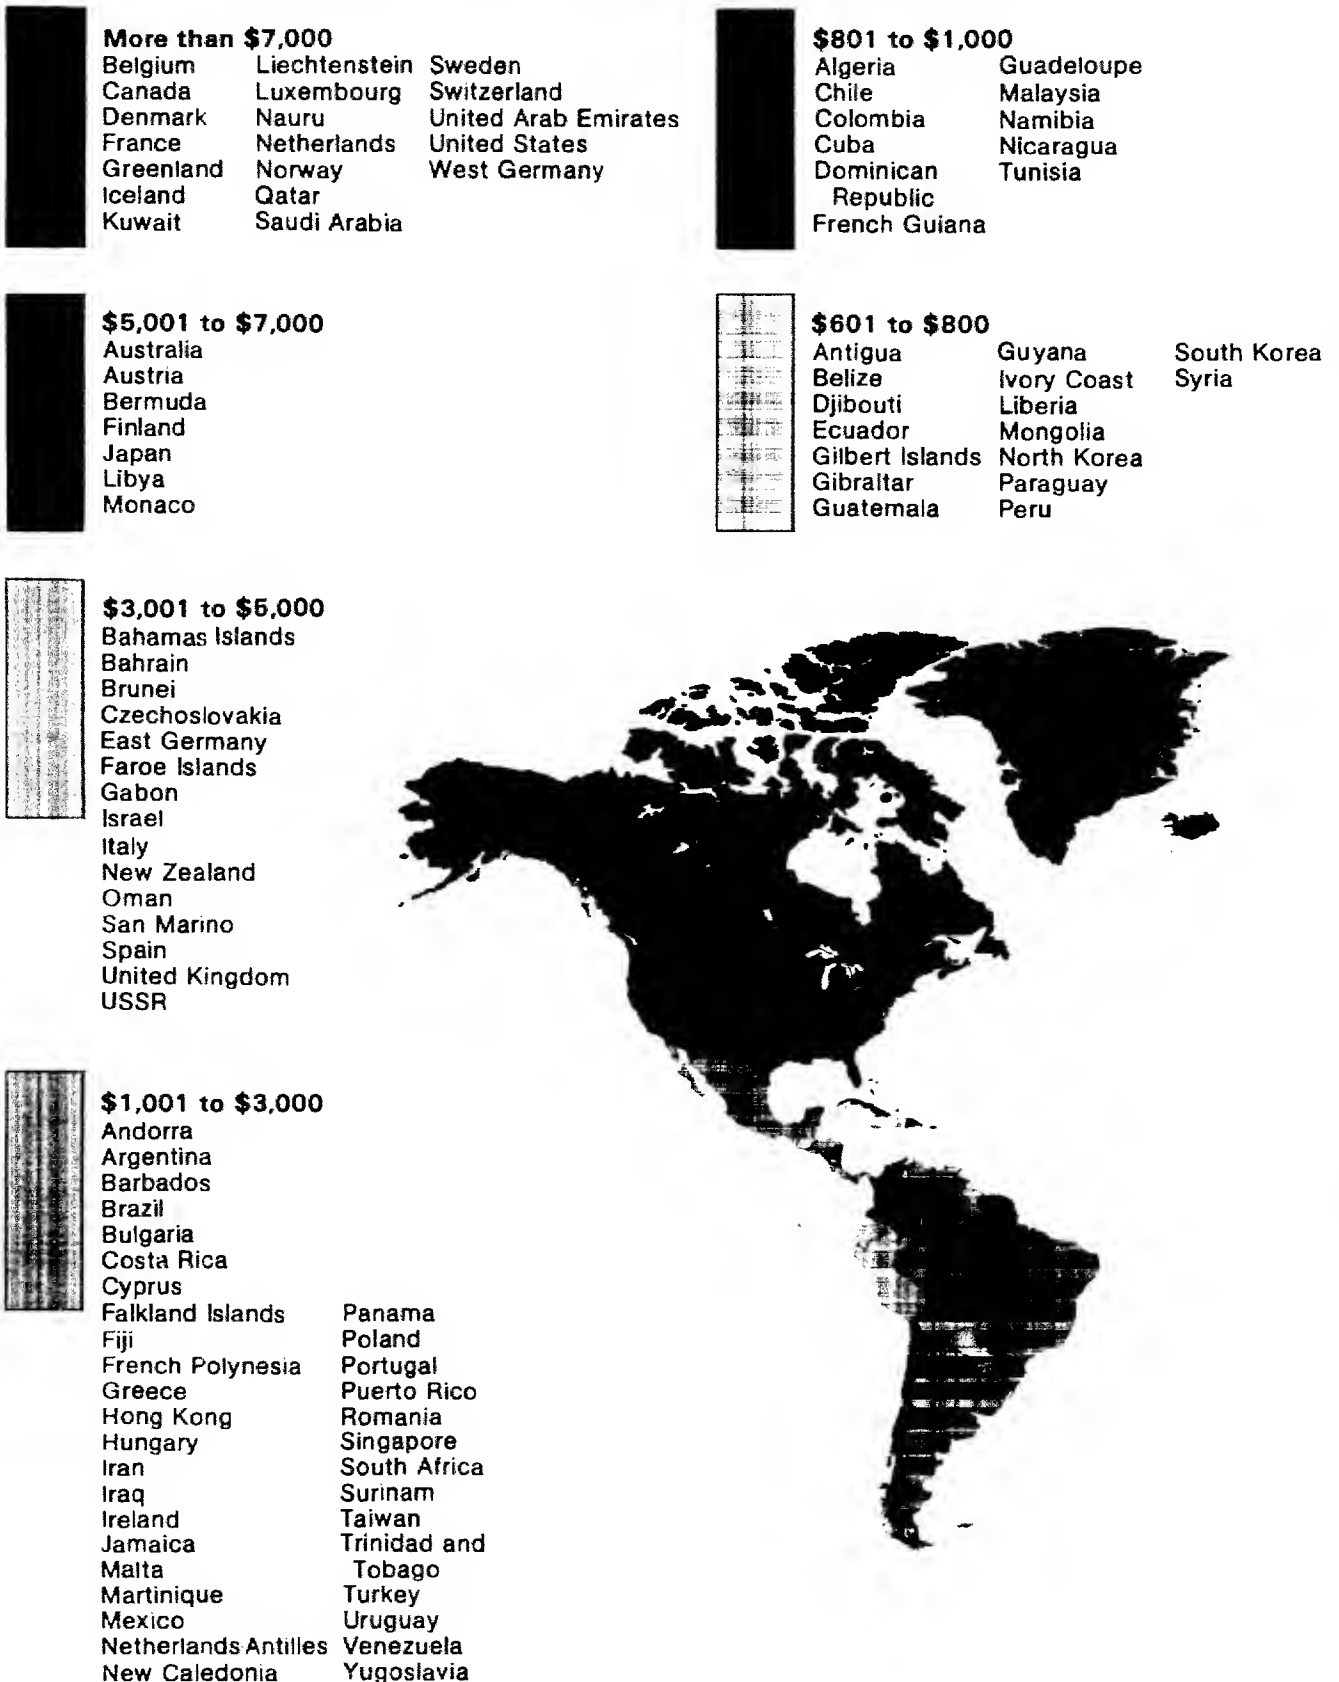 More than $7,000
Belgium Liechtenstein Sweden
Canada Luxembourg Switzerland
Denmark Nauru United Arab Emirates
France Netherlands United States
Greenland Norway West Germany
Iceland Qatar
Kuwait Saudi Arabia
$801 to $1,000
Algeria Guadeloupe
Chile Malaysia
Colombia Namibia
Cuba Nicaragua
Dominican Tunisia
Republic
French Guiana
$5,001 to $7,000
Australia
Austria
Bermuda
Finland
Japan
Libya
Monaco
$601 to $800
Antigua Guyana South Korea
Belize Ivory Coast Syria
Djibouti Liberia
Ecuador Mongolia
Gilbert Islands North Korea
Gibraltar Paraguay
Guatemala Peru
$3,001 to $5,000
Bahamas Islands
Bahrain
Brunei
Czechoslovakia
East Germany
Faroe Islands
Gabon
Israel
Italy
New Zealand
Oman
San Marino
Spain
United Kingdom
USSR
$1,001 to $3,000
Andorra
Argentina
Barbados
Brazil
Bulgaria
Costa Rica
Cyprus
Falkland Islands Panama
Fiji Poland
French Polynesia Portugal
Greece Puerto Rico
Hong Kong Romania
Hungary Singapore
Iran South Africa
Iraq Surinam
Ireland Taiwan
Jamaica Trinidad and
Malta Tobago
Martinique Turkey
Mexico Uruguay
Netherlands Antilles Venezuela
New Caledonia Yugoslavia